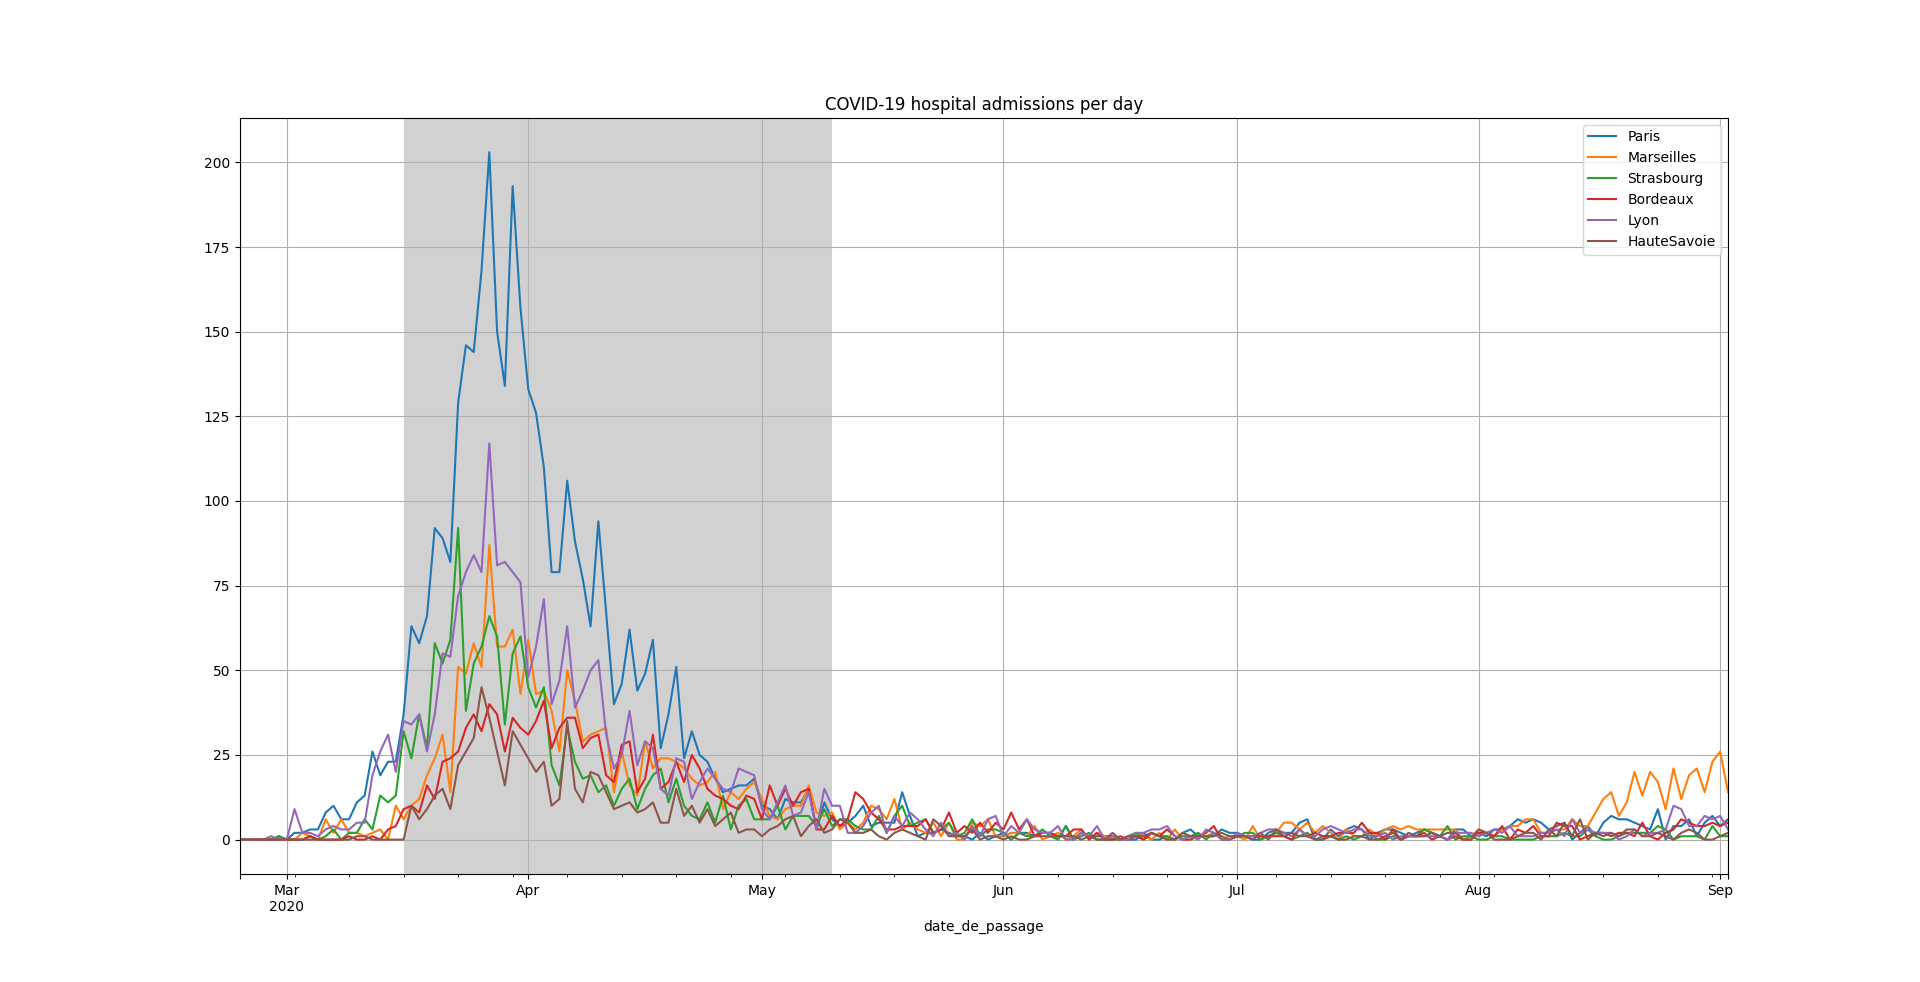 COVID-19 hospital admissions per day
Paris
Marseilles
Strasbourg
Bordeaux
Lyon
HauteSavoie
200
175
150
125
100
75
50
25
0
Mar Apr May Jun Jul Aug Sep
2020
date_de_passage